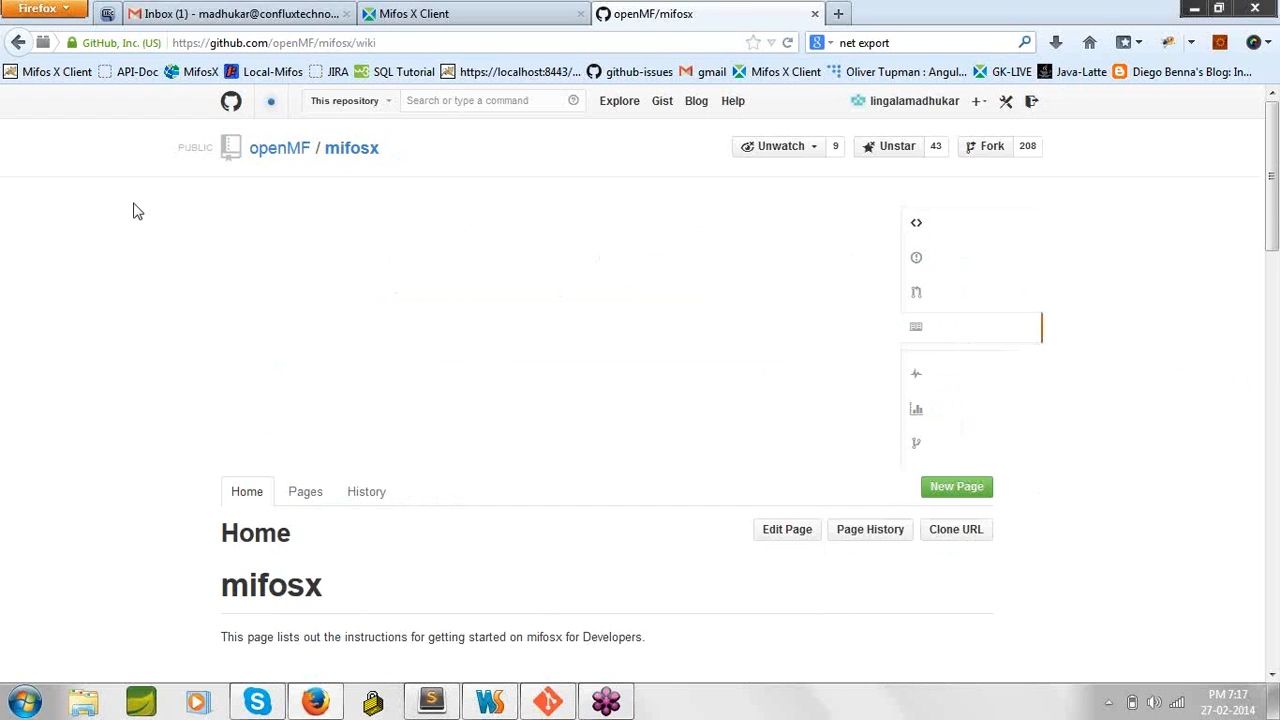 Firefox
Inbox (1) - madhukar@confluxtechno...
Mifos X Client
openMF/mifosx
GitHub, Inc. (US)
https://github.com/openMF/mifosx/wiki
net export
Mifos X Client
API-Doc
MifosX
Local-Mifos
JIRA
SQL Tutorial
https://localhost:8443/...
github-issues
gmail
Mifos X Client
Oliver Tupman: Angul...
GK-LIVE
Java-Latte
Diego Benna's Blog: In...
This repository
Search or type a command
Explore
Gist
Blog
Help
lingalamadhukar
PUBLIC
openMF / mifosx
Unwatch
9
Unstar
43
Fork
208
Home
Pages
History
New Page
Home
Edit Page
Page History
Clone URL
mifosx
This page lists out the instructions for getting started on mifosx for Developers.
PM 7:17
27-02-2014